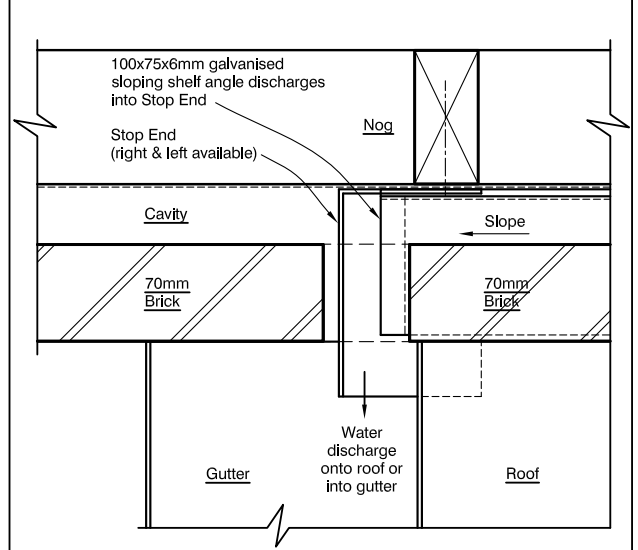 100x75x6mm galvanised
sloping shelf angle discharges
into Stop End
Nog
Stop End
(right & left available)
Cavity
Slope
70mm
Brick
70mm
Brick
Water
discharge
onto roof or
into gutter
Gutter
Roof